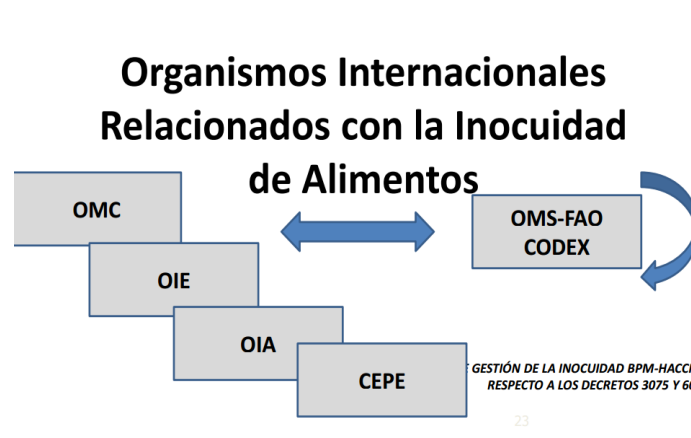 Organismos Internacionales
Relacionados con la Inocuidad
de Alimentos
OMC
OMS-FAO
CODEX
OIE
OIA
CEPE
GESTIÓN DE LA INOCUIDAD
RESPECTO A LOS DECRETOS 3075 Y
23